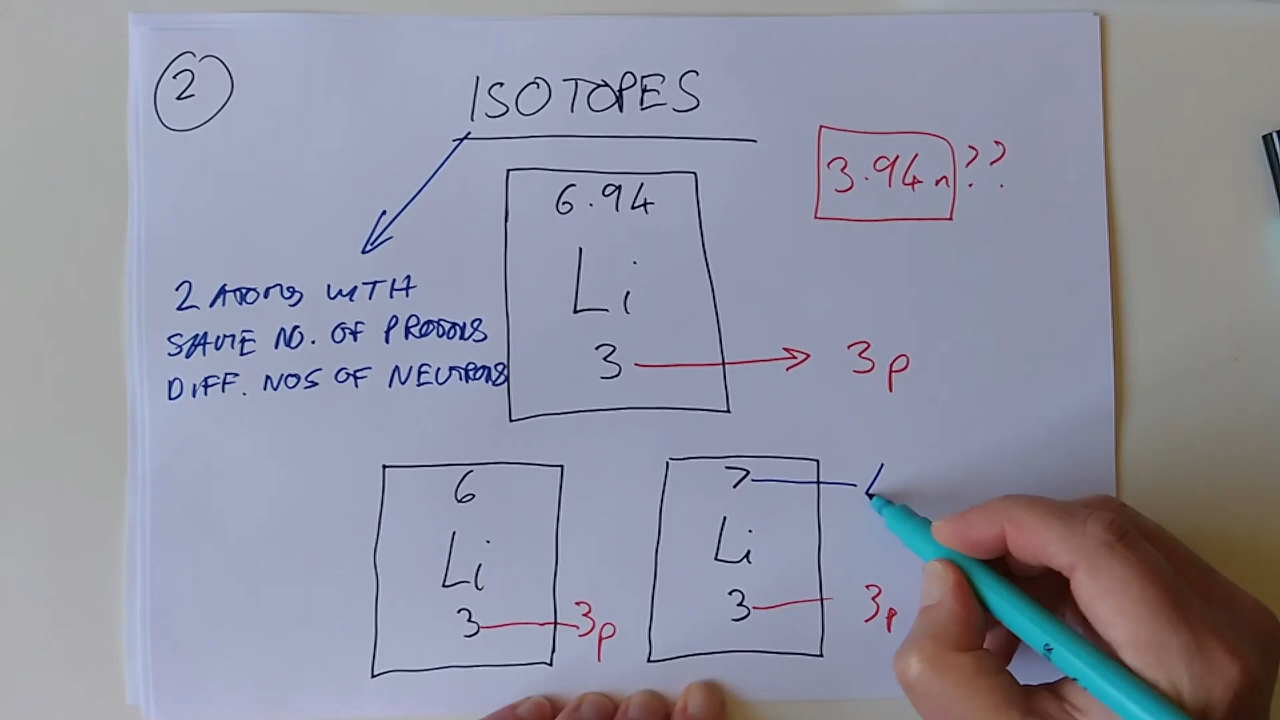 2
ISOTOPES
3.94n??
6.94
Li
3 3p
2 ATOMS WITH
SAME NO. OF PROTONS
DIFF. NOS OF NEUTRONS
6
Li
3 3p
7
Li
3 3p